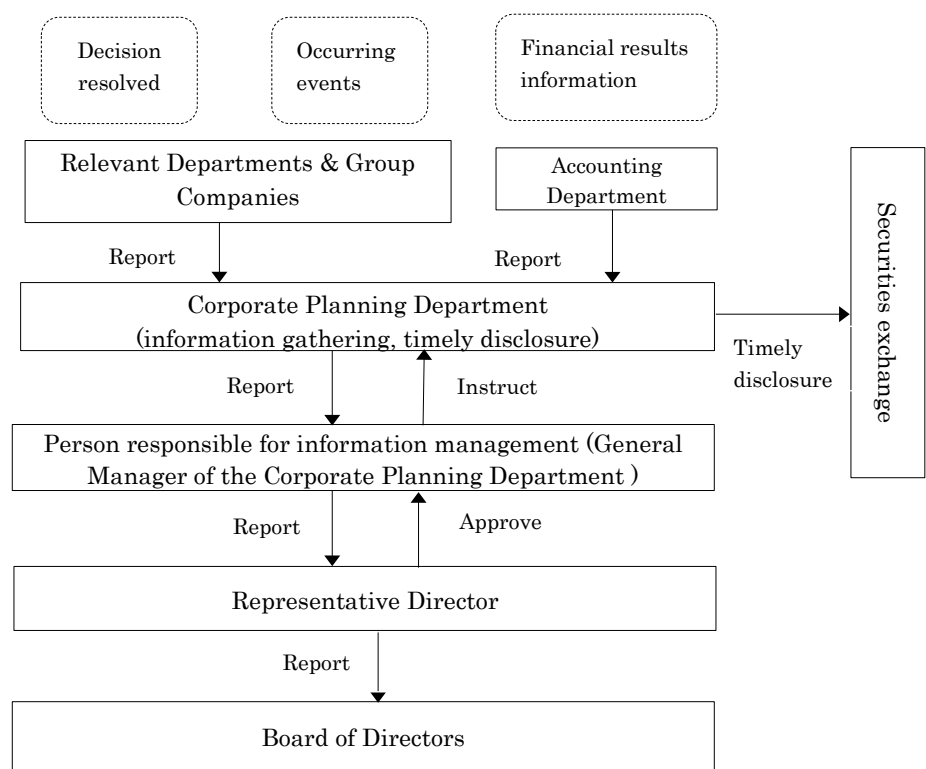 Decision
resolved
Occurring
events
Financial results
information
Relevant Departments & Group
Companies
Accounting
Department
Securities exchange
Report
Report
Corporate Planning Department
(information gathering, timely disclosure)
Timely
disclosure
Report
Instruct
Person responsible for information management (General
Manager of the Corporate Planning Department )
Report
Approve
Representative Director
Report
Board of Directors